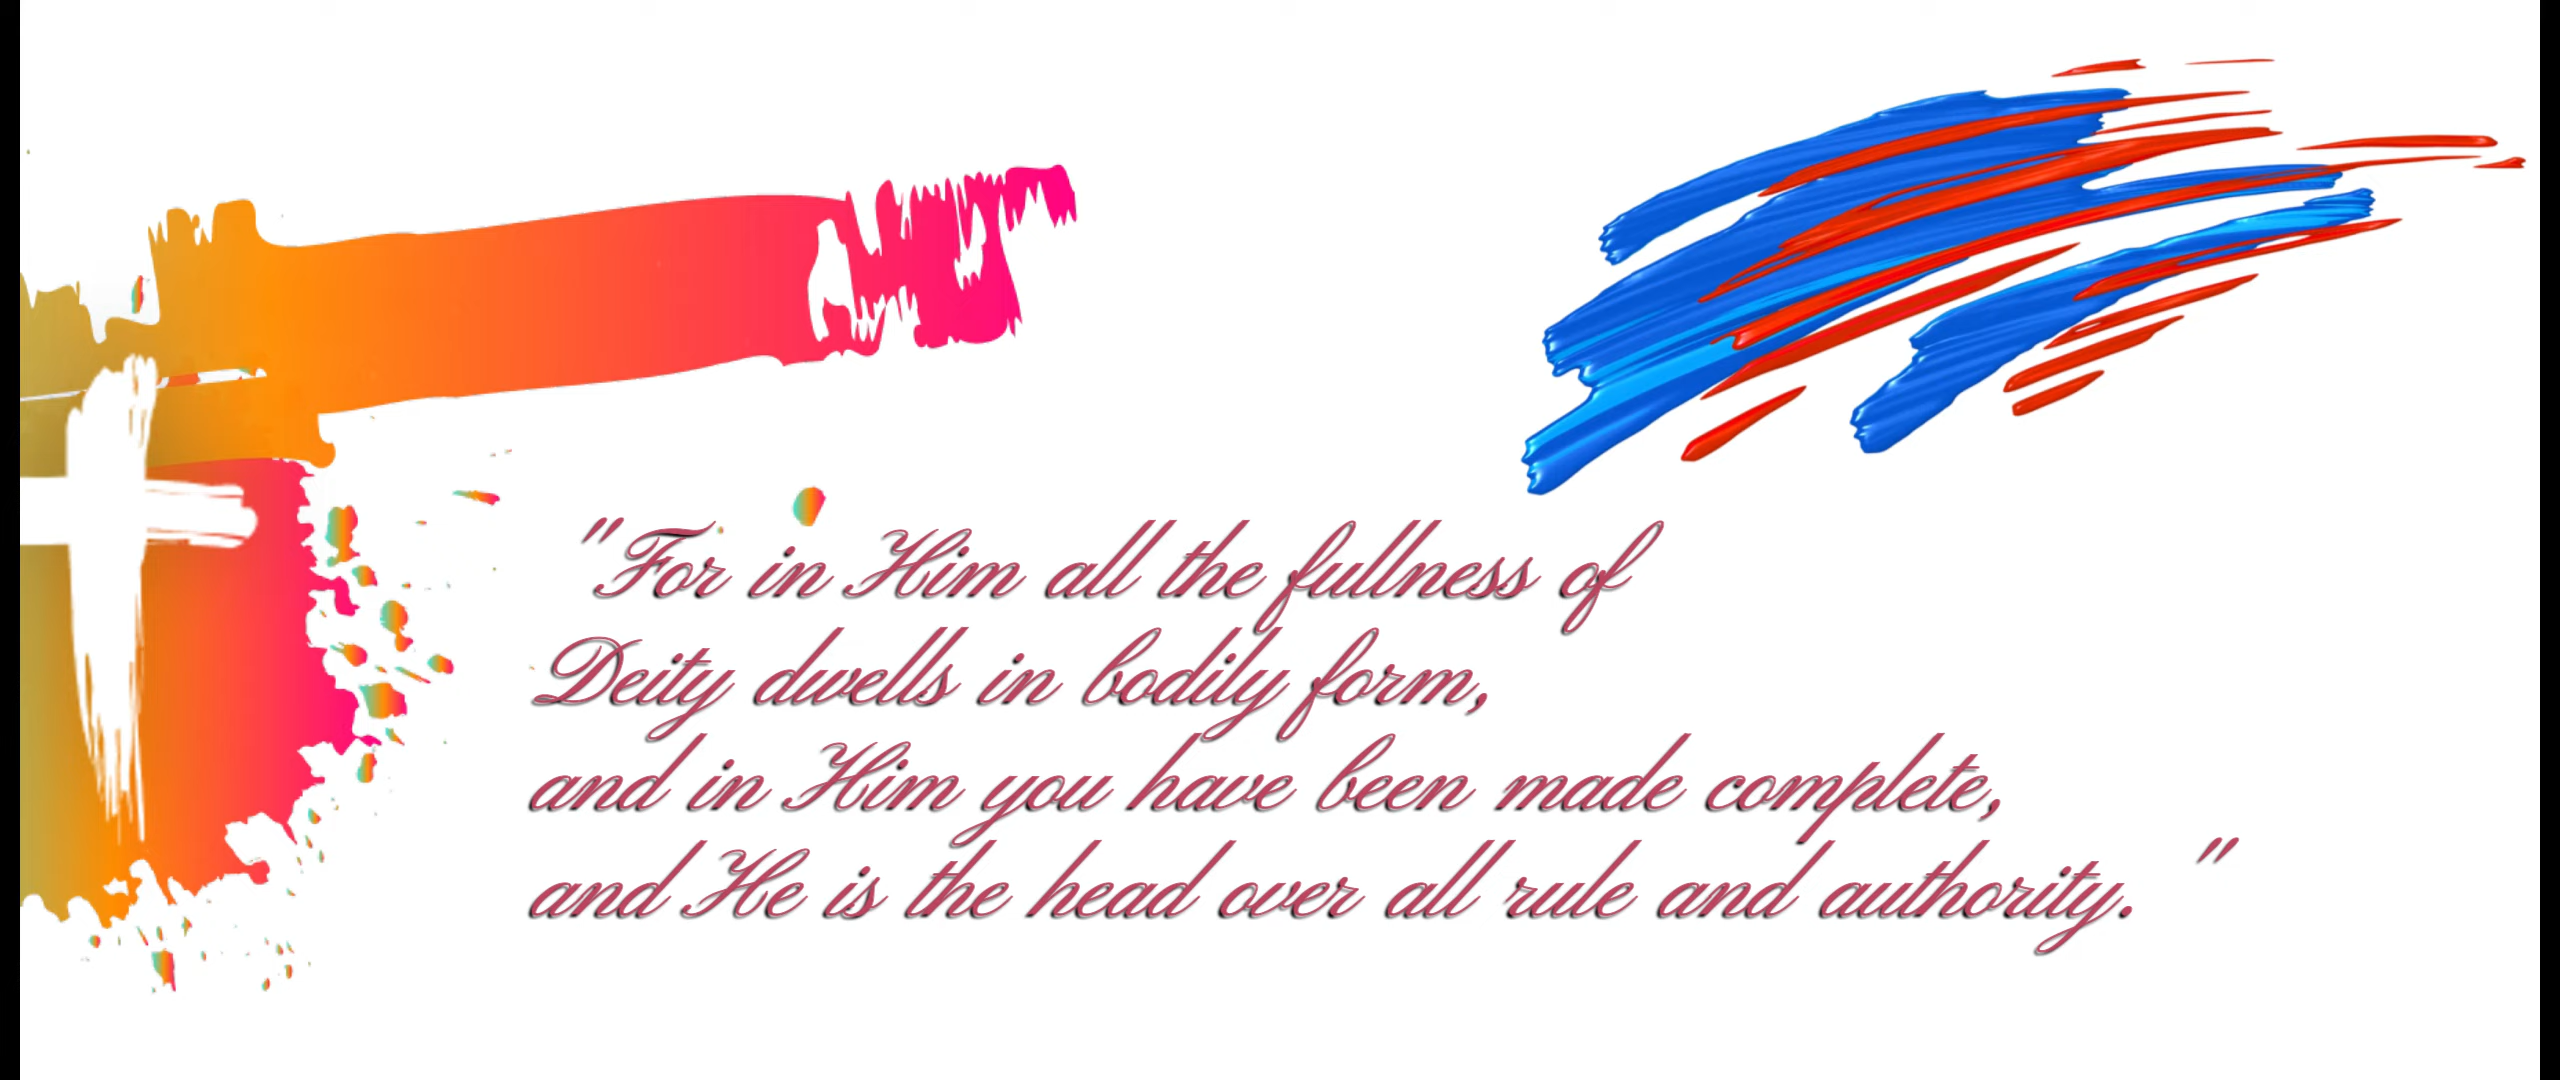 "For in Him all the fullness of
Deity dwells in bodily form,
and in Him you have been made complete,
and He is the head over all rule and authority. "